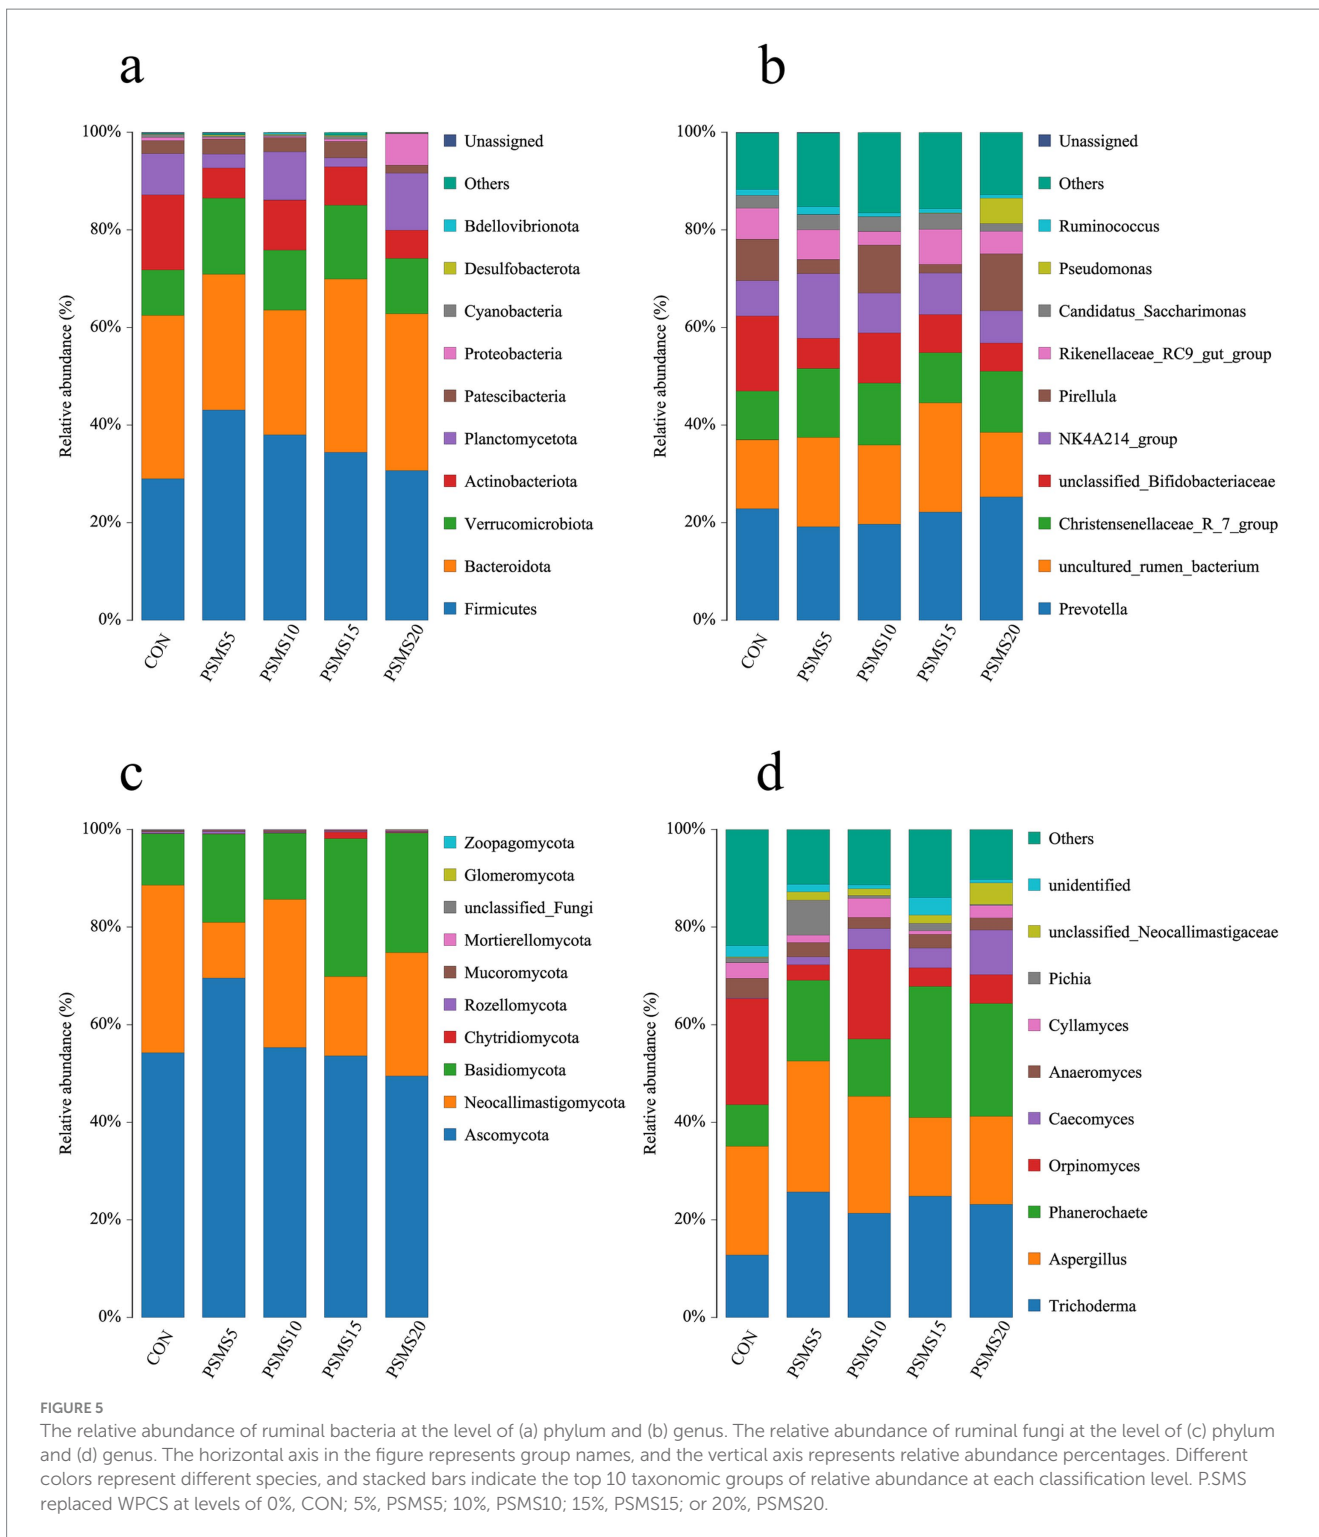 a
100%
80%
60%
40%
20%
0%
Relative abundance (%)
CON
PSMS5
PSMS10
PSMS15
PSMS20
Unassigned
Others
Bdellovibrionota
Desulfobacterota
Cyanobacteria
Proteobacteria
Patescibacteria
Planctomycetota
Actinobacteriota
Verrucomicrobiota
Bacteroidota
Firmicutes
b
100%
80%
60%
40%
20%
0%
Relative abundance (%)
CON
PSMS5
PSMS10
PSMS15
PSMS20
Unassigned
Others
Ruminococcus
Pseudomonas
Candidatus_Saccharimonas
Rikenellaceae_RC9_gut_group
Pirellula
NK4A214_group
unclassified_Bifidobacteriaceae
Christensenellaceae_R_7_group
uncultured_rumen_bacterium
Prevotella
c
100%
80%
60%
40%
20%
0%
Relative abundance (%)
CON
PSMS5
PSMS10
PSMS15
PSMS20
Zoopagomycota
Glomeromycota
unclassified_Fungi
Mortierellomycota
Mucoromycota
Rozellomycota
Chytridiomycota
Basidiomycota
Neocallimastigomycota
Ascomycota
d
100%
80%
60%
40%
20%
0%
Relative abundance (%)
CON
PSMS5
PSMS10
PSMS15
PSMS20
Others
unidentified
unclassified_Neocallimastigaceae
Pichia
Cyllamyces
Anaeromyces
Caecomyces
Orpinomyces
Phanerochaete
Aspergillus
Trichoderma
FIGURE 5
The relative abundance of ruminal bacteria at the level of (a) phylum and (b) genus. The relative abundance of ruminal fungi at the level of (c) phylum
and (d) genus. The horizontal axis in the figure represents group names, and the vertical axis represents relative abundance percentages. Different
colors represent different species, and stacked bars indicate the top 10 taxonomic groups of relative abundance at each classification level. P.SMS
replaced WPCS at levels of 0%, CON; 5%, PSMS5; 10%, PSMS10; 15%, PSMS15; or 20%, PSMS20.